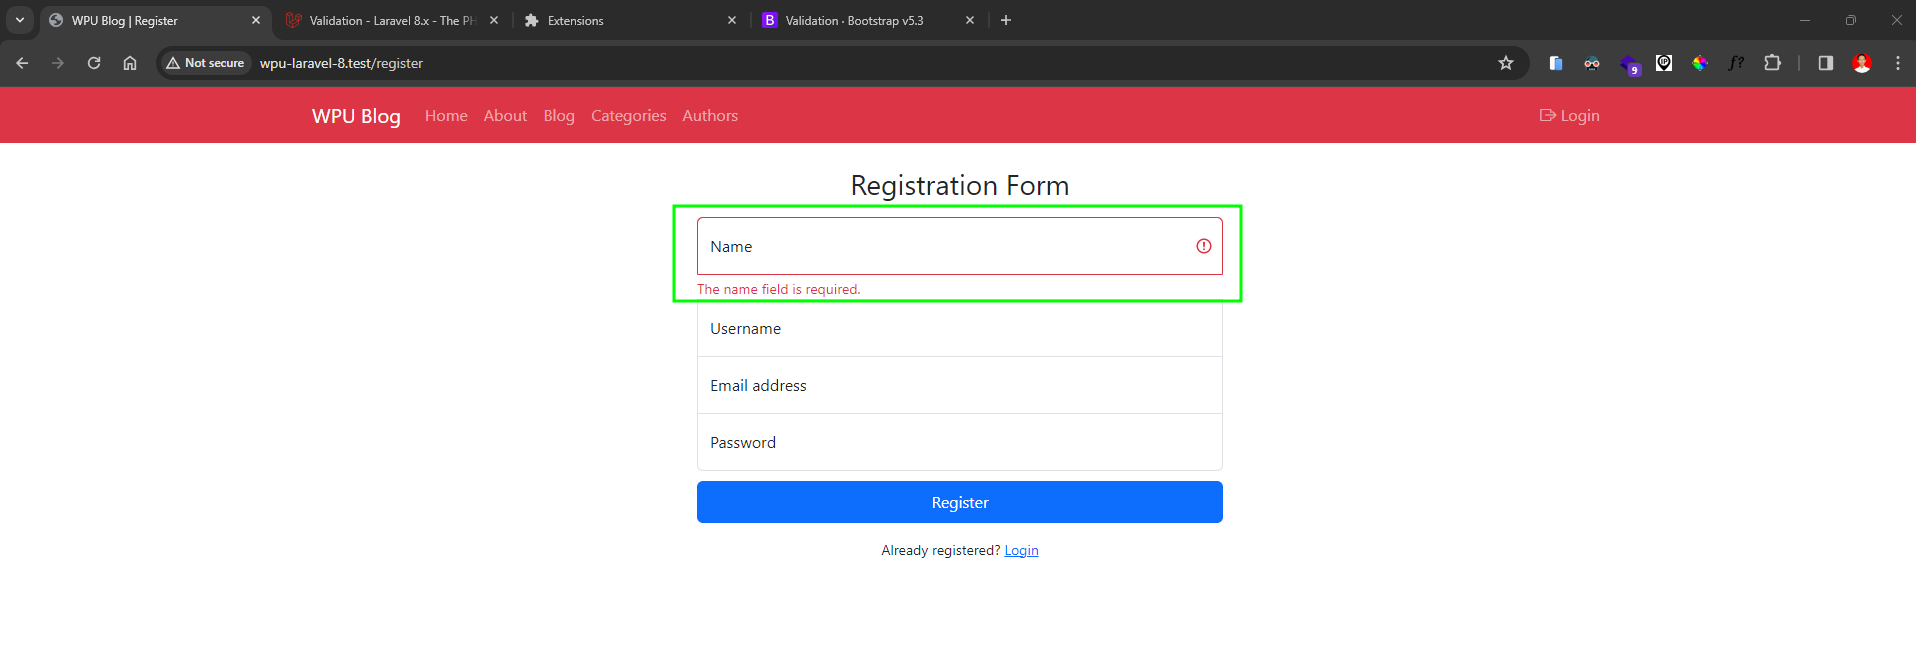 WPU Blog | Register
Validation - Laravel 8.x - The PH
Extensions
Validation · Bootstrap v5.3
Not secure
wpu-laravel-8.test/register
f?
9
WPU Blog
Home
About
Blog
Categories
Authors
Login
Registration Form
Name
The name field is required.
Username
Email address
Password
Register
Already registered? Login